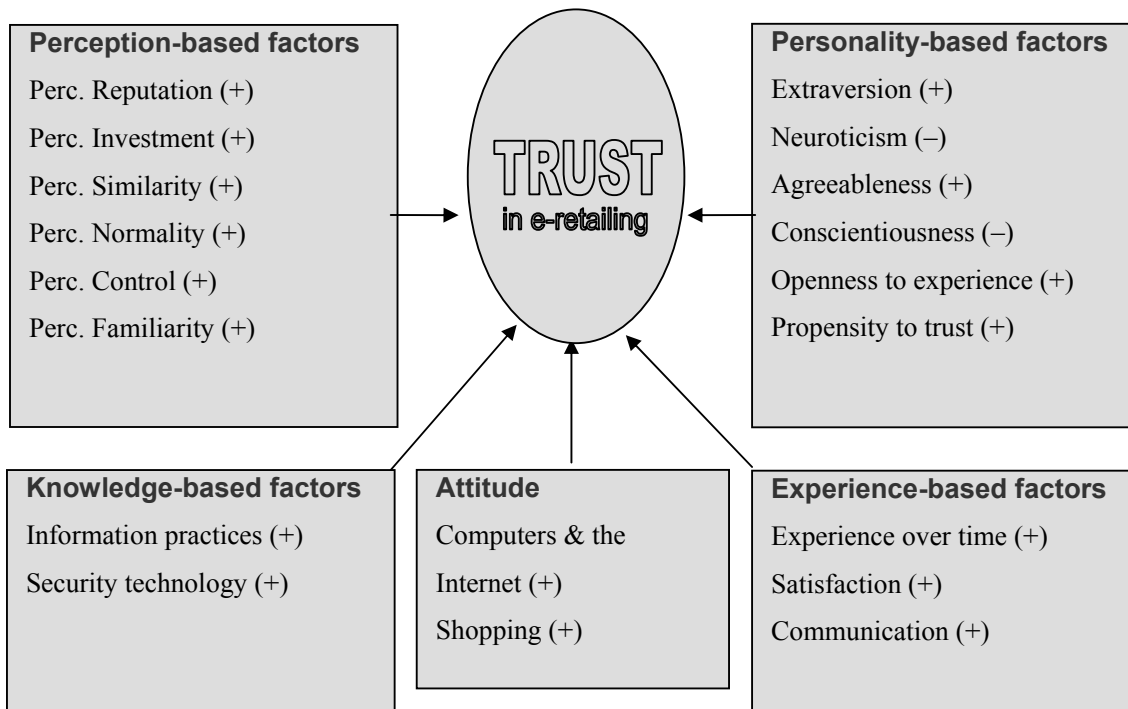 Perception-based factors
Perc. Reputation (+)
Perc. Investment (+)
Perc. Similarity (+)
Perc. Normality (+)
Perc. Control (+)
Perc. Familiarity (+)
TRUST
in e-retailing
Personality-based factors
Extraversion (+)
Neuroticism (–)
Agreeableness (+)
Conscientiousness (–)
Openness to experience (+)
Propensity to trust (+)
Knowledge-based factors
Information practices (+)
Security technology (+)
Attitude
Computers & the
Internet (+)
Shopping (+)
Experience-based factors
Experience over time (+)
Satisfaction (+)
Communication (+)